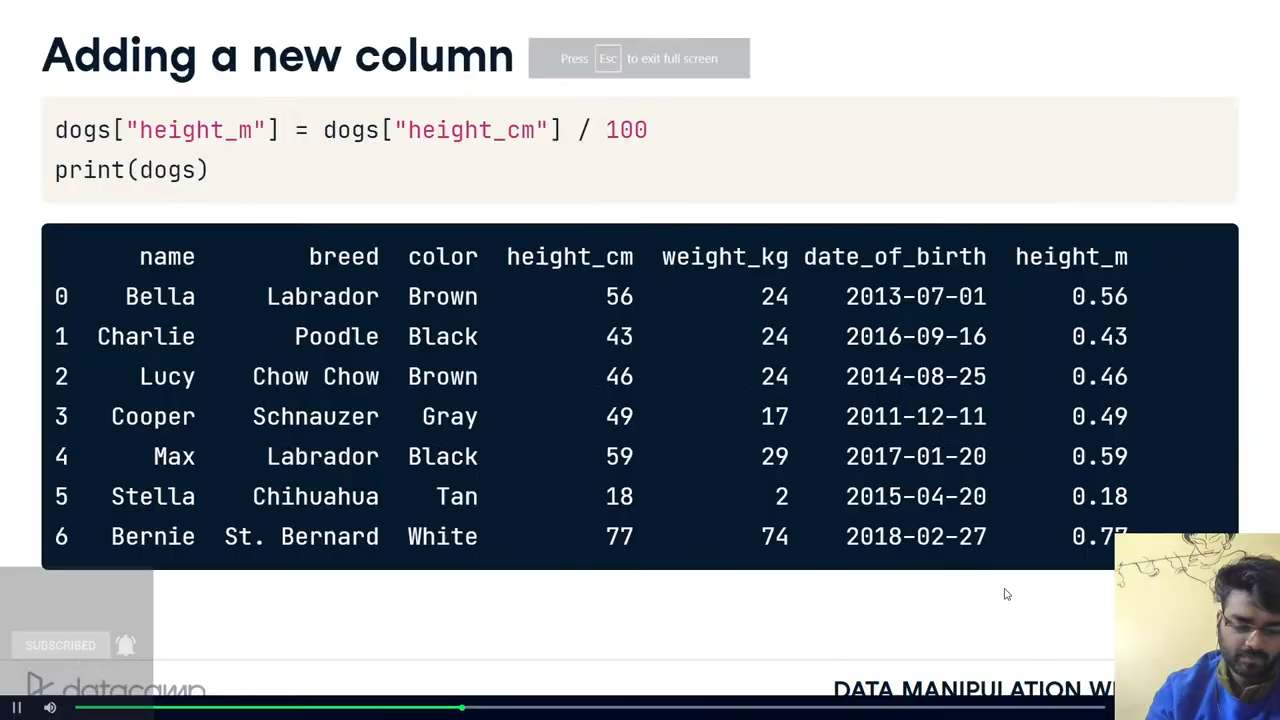 Adding a new column
Press Esc to exit full screen
dogs["height_m"] = dogs["height_cm"] / 100
print(dogs)
name breed color height_cm weight_kg date_of_birth height_m
0 Bella Labrador Brown 56 24 2013-07-01 0.56
1 Charlie Poodle Black 43 24 2016-09-16 0.43
2 Lucy Chow Chow Brown 46 24 2014-08-25 0.46
3 Cooper Schnauzer Gray 49 17 2011-12-11 0.49
4 Max Labrador Black 59 29 2017-01-20 0.59
5 Stella Chihuahua Tan 18 2 2015-04-20 0.18
6 Bernie St. Bernard White 77 74 2018-02-27 0.77
SUBSCRIBED
datacamp
DATA MANIPULATION